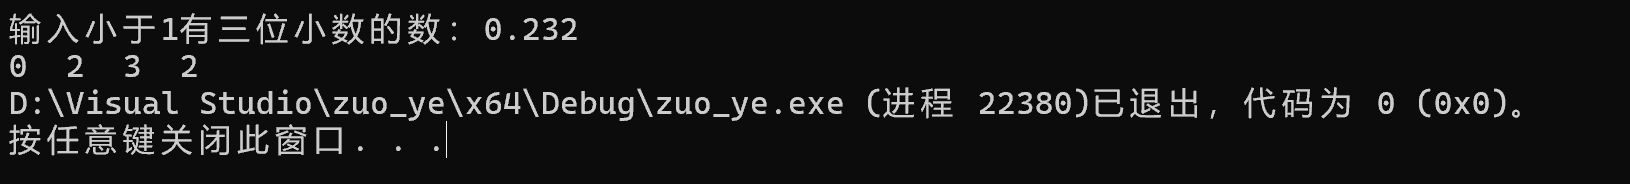 输入小于1有三位小数的数：0.232
0  2  3  2
D:\Visual Studio\zuo_ye\x64\Debug\zuo_ye.exe (进程 22380)已退出，代码为 0 (0x0)。
按任意键关闭此窗口. . .